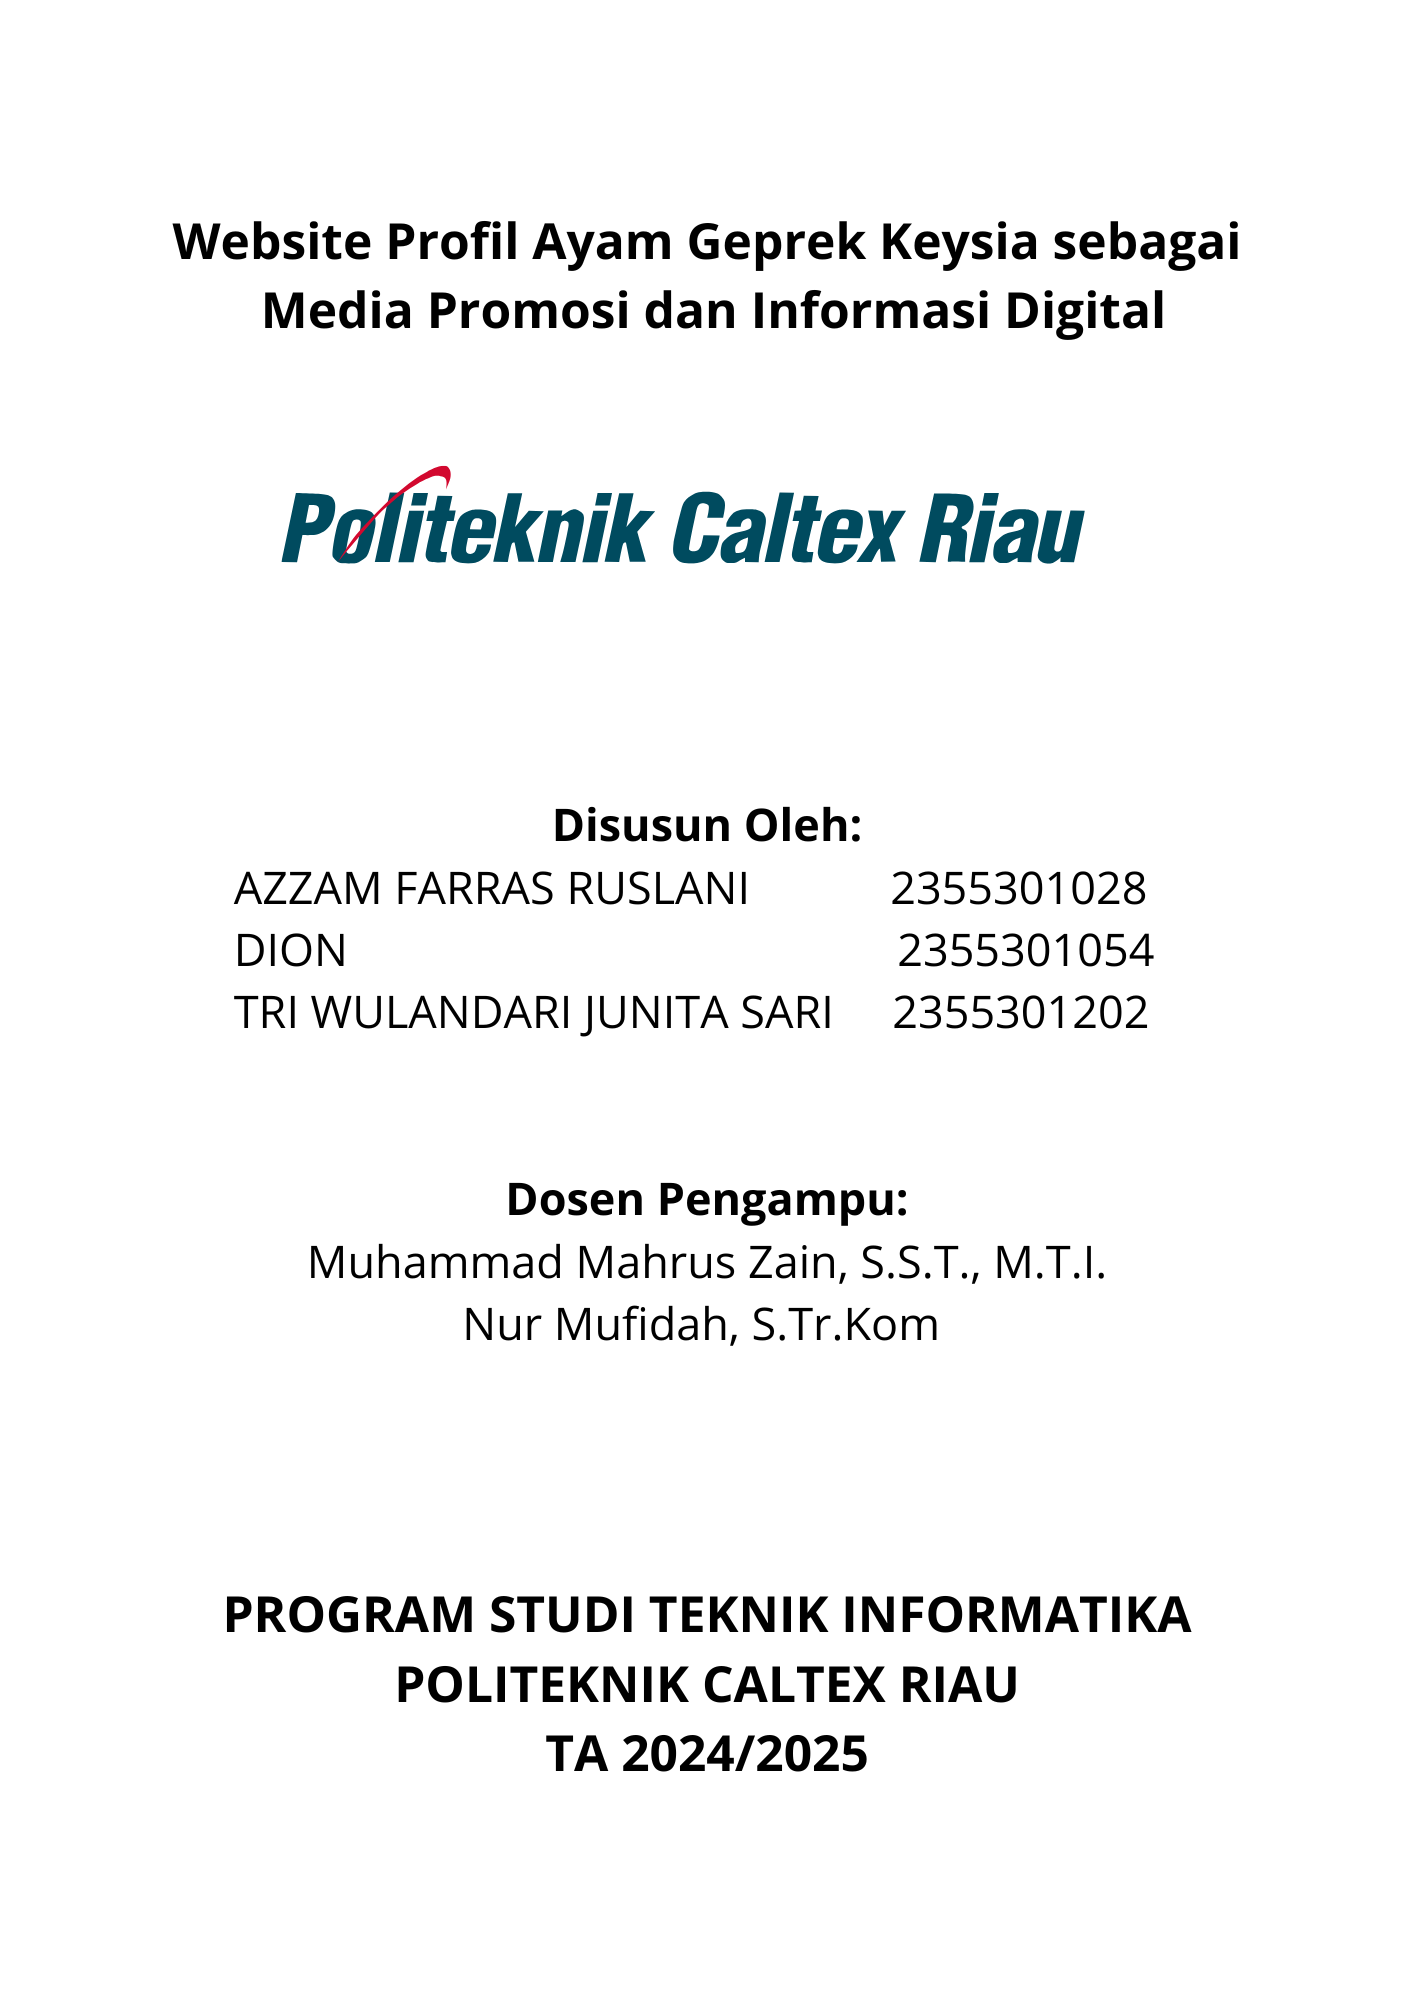 Website Profil Ayam Geprek Keysia sebagai
Media Promosi dan Informasi Digital
Politeknik Caltex Riau
Disusun Oleh:
AZZAM FARRAS RUSLANI 2355301028
DION 2355301054
TRI WULANDARI JUNITA SARI 2355301202
Dosen Pengampu:
Muhammad Mahrus Zain, S.S.T., M.T.I.
Nur Mufidah, S.Tr.Kom
PROGRAM STUDI TEKNIK INFORMATIKA
POLITEKNIK CALTEX RIAU
TA 2024/2025